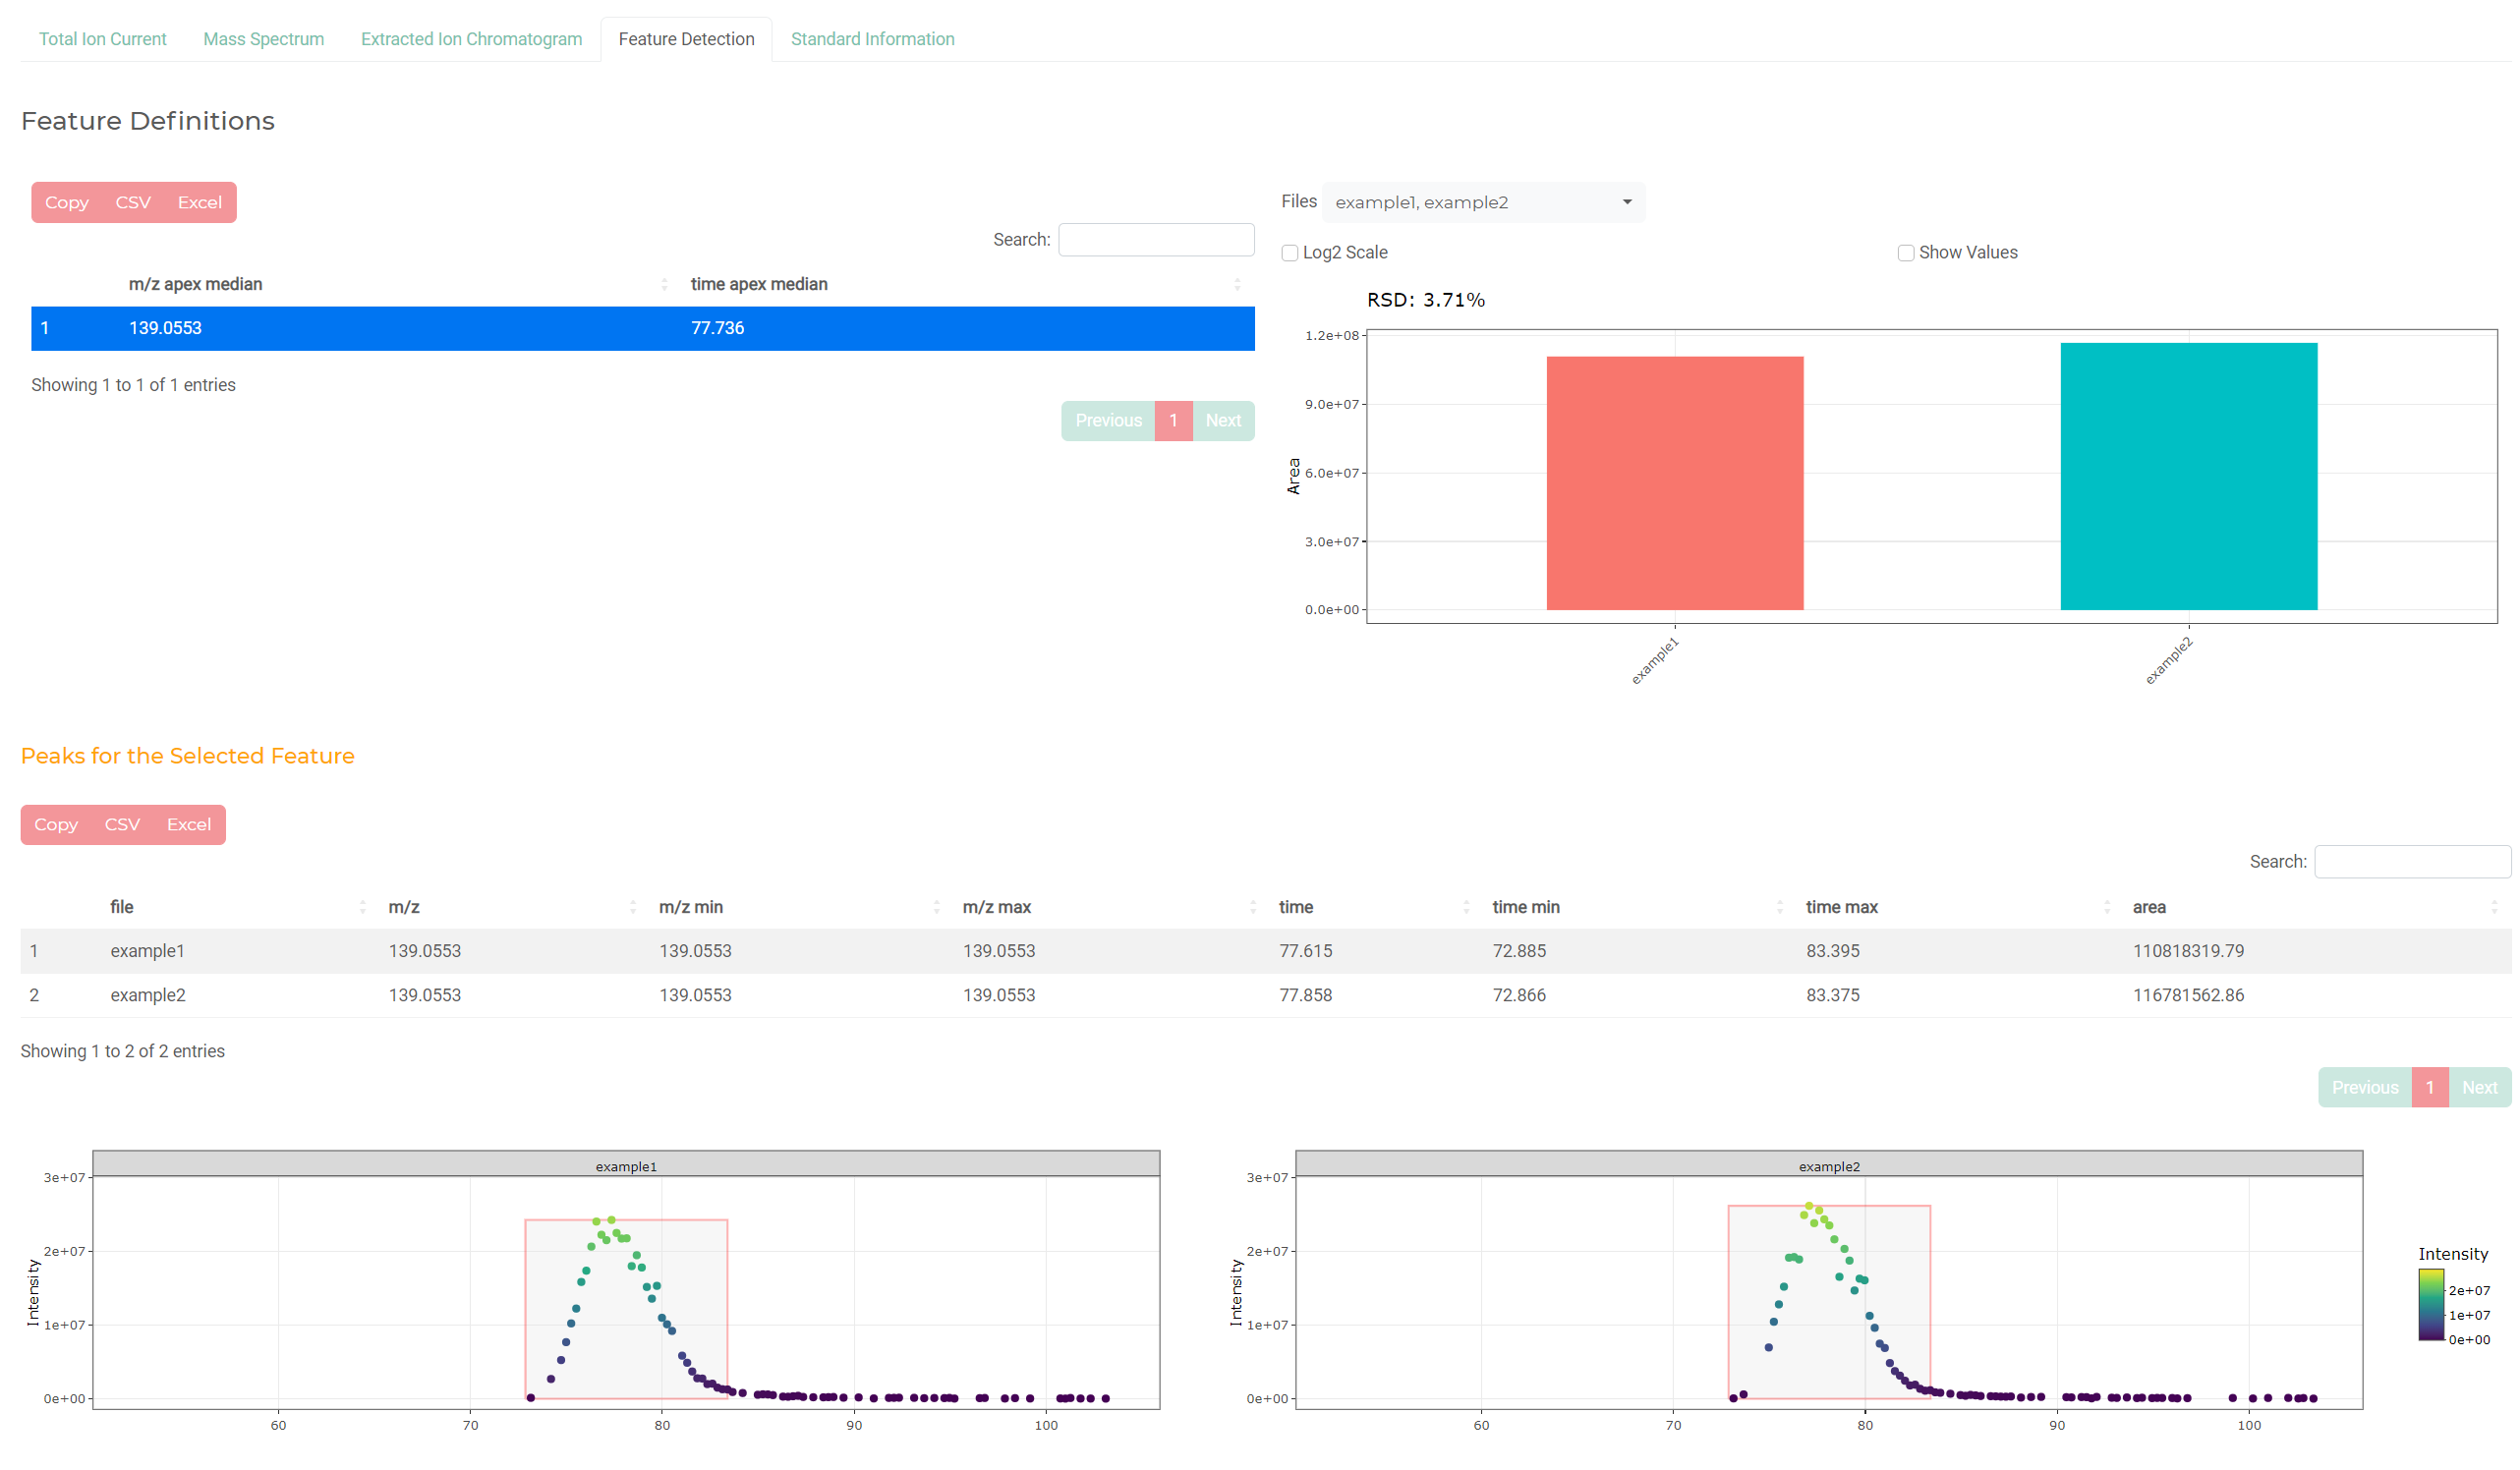 Total Ion Current Mass Spectrum Extracted Ion Chromatogram Feature Detection Standard Information
Feature Definitions
Copy CSV Excel
Search:
m/z apex median time apex median
1 139.0553 77.736
Showing 1 to 1 of 1 entries
Previous 1 Next
Files example1, example2
Log2 Scale Show Values
RSD: 3.71%
1.2e+08
9.0e+07
6.0e+07
3.0e+07
0.0e+00
Area
example1 example2
Peaks for the Selected Feature
Copy CSV Excel
Search:
file m/z m/z min m/z max time time min time max area
1 example1 139.0553 139.0553 139.0553 77.615 72.885 83.395 110818319.79
2 example2 139.0553 139.0553 139.0553 77.858 72.866 83.375 116781562.86
Showing 1 to 2 of 2 entries
Previous 1 Next
example1
3e+07
2e+07
1e+07
0e+00
Intensity
60 70 80 90 100
example2
3e+07
2e+07
1e+07
0e+00
Intensity
60 70 80 90 100
Intensity
2e+07
1e+07
0e+00